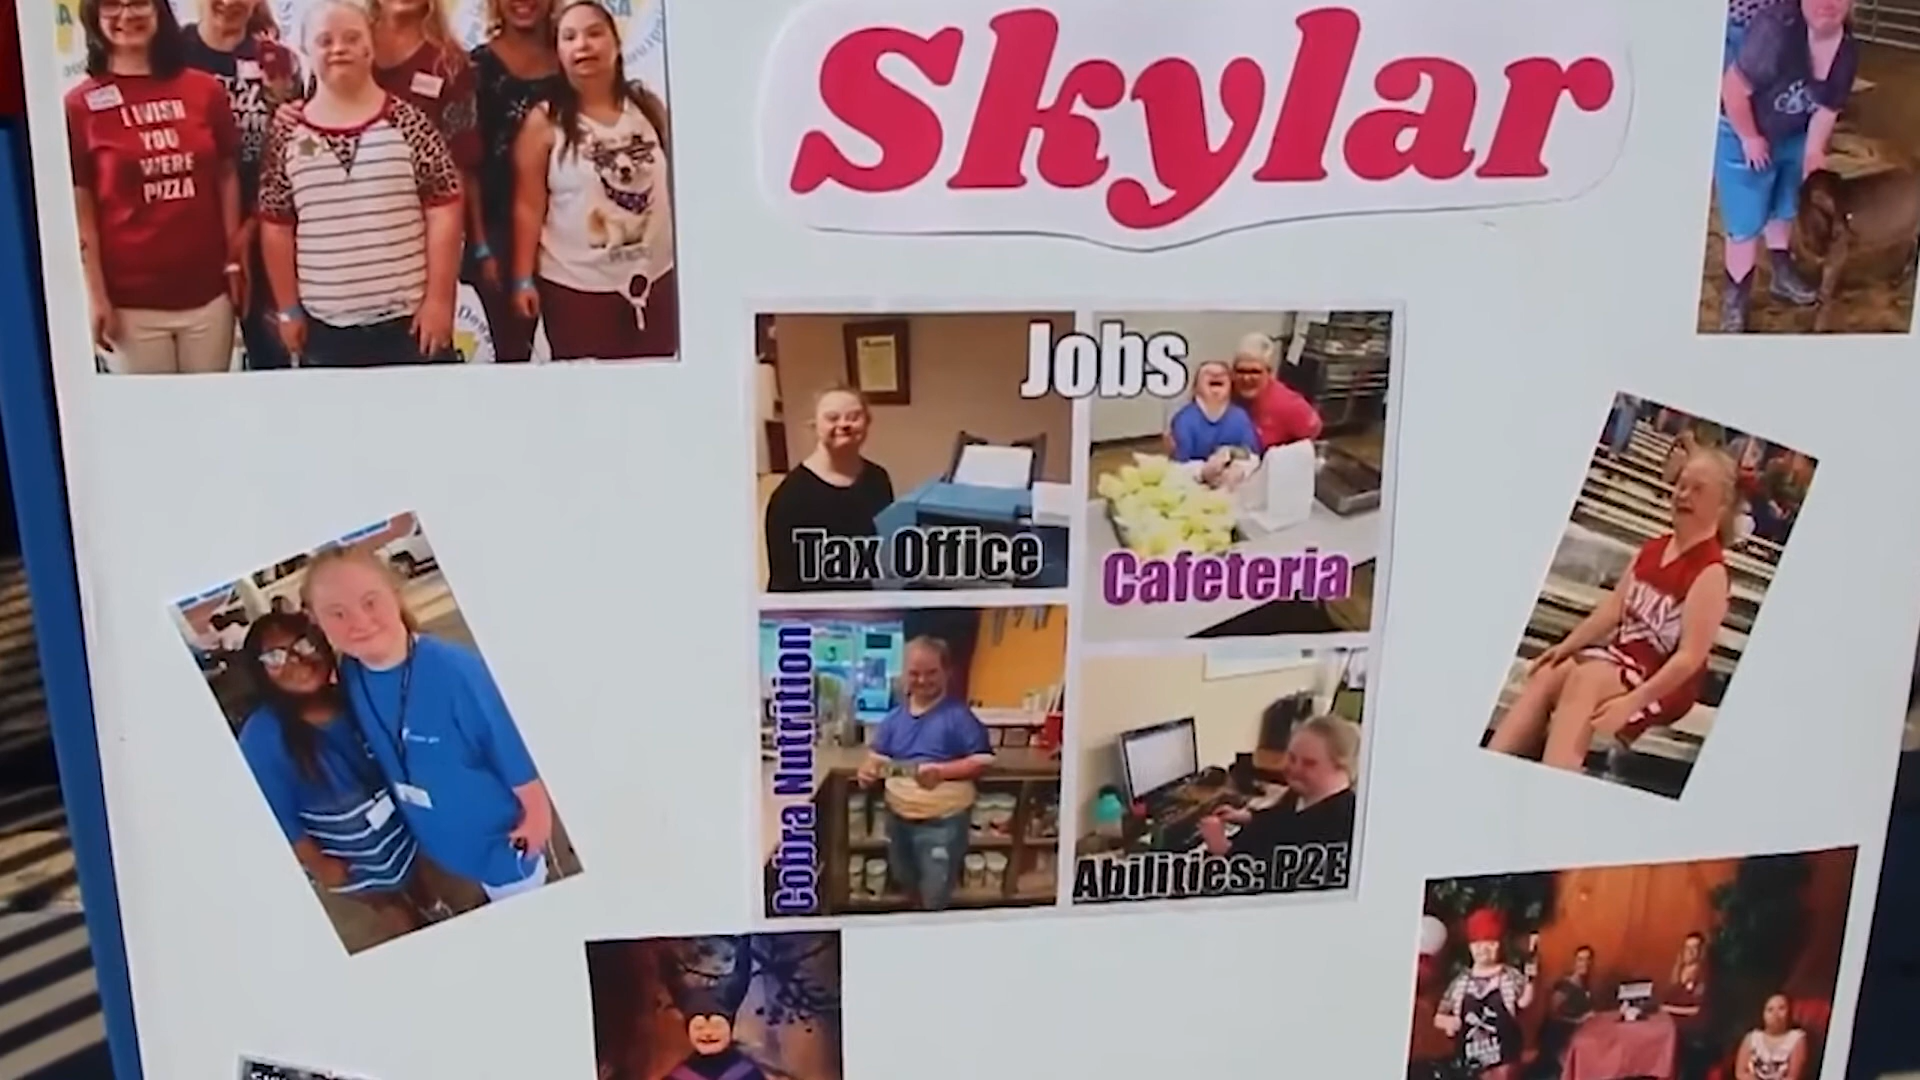 Skylar
I WISH
YOU
WERE
PIZZA
Jobs
Tax Office
Cafeteria
Cobra Nutrition
Abilities: P2E